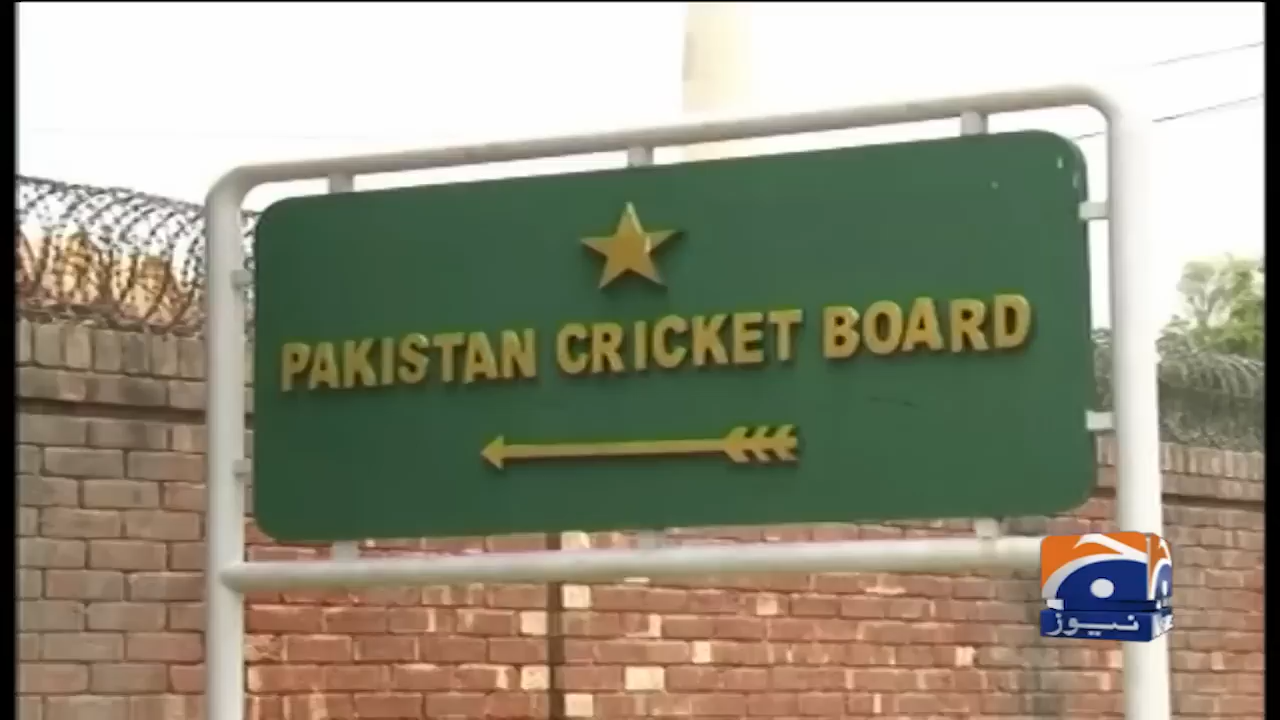 PAKISTAN CRICKET BOARD
نیوز